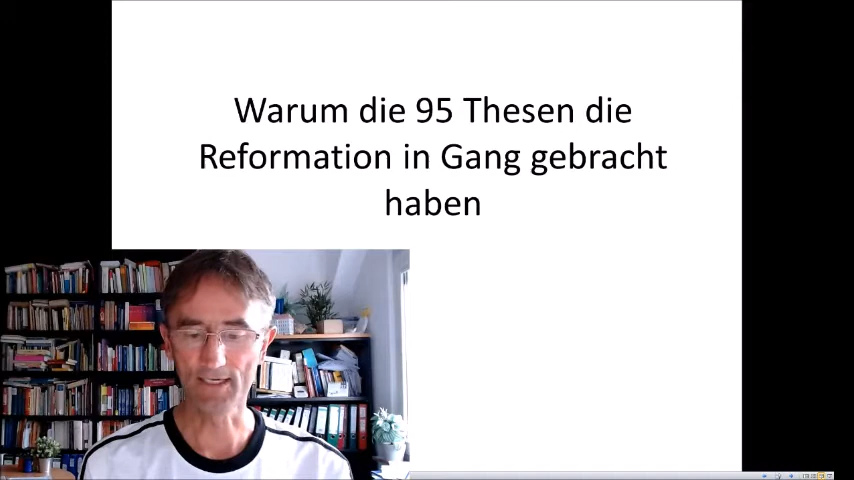 Warum die 95 Thesen die
Reformation in Gang gebracht
haben